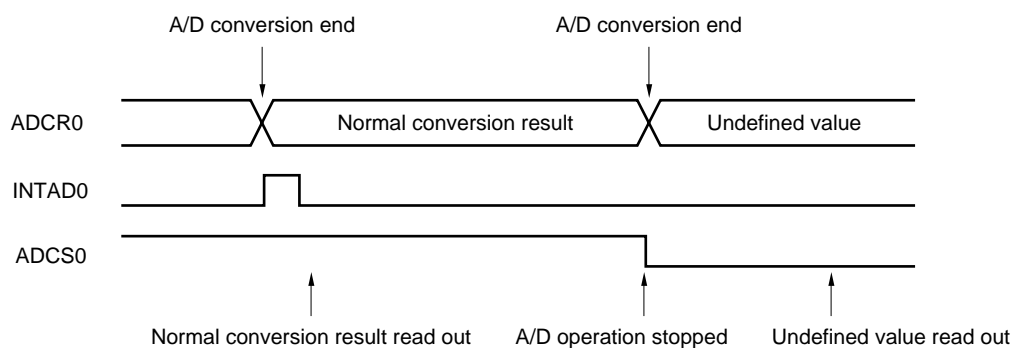 A/D conversion end
A/D conversion end
ADCR0
Normal conversion result
Undefined value
INTAD0
ADCS0
Normal conversion result read out
A/D operation stopped
Undefined value read out